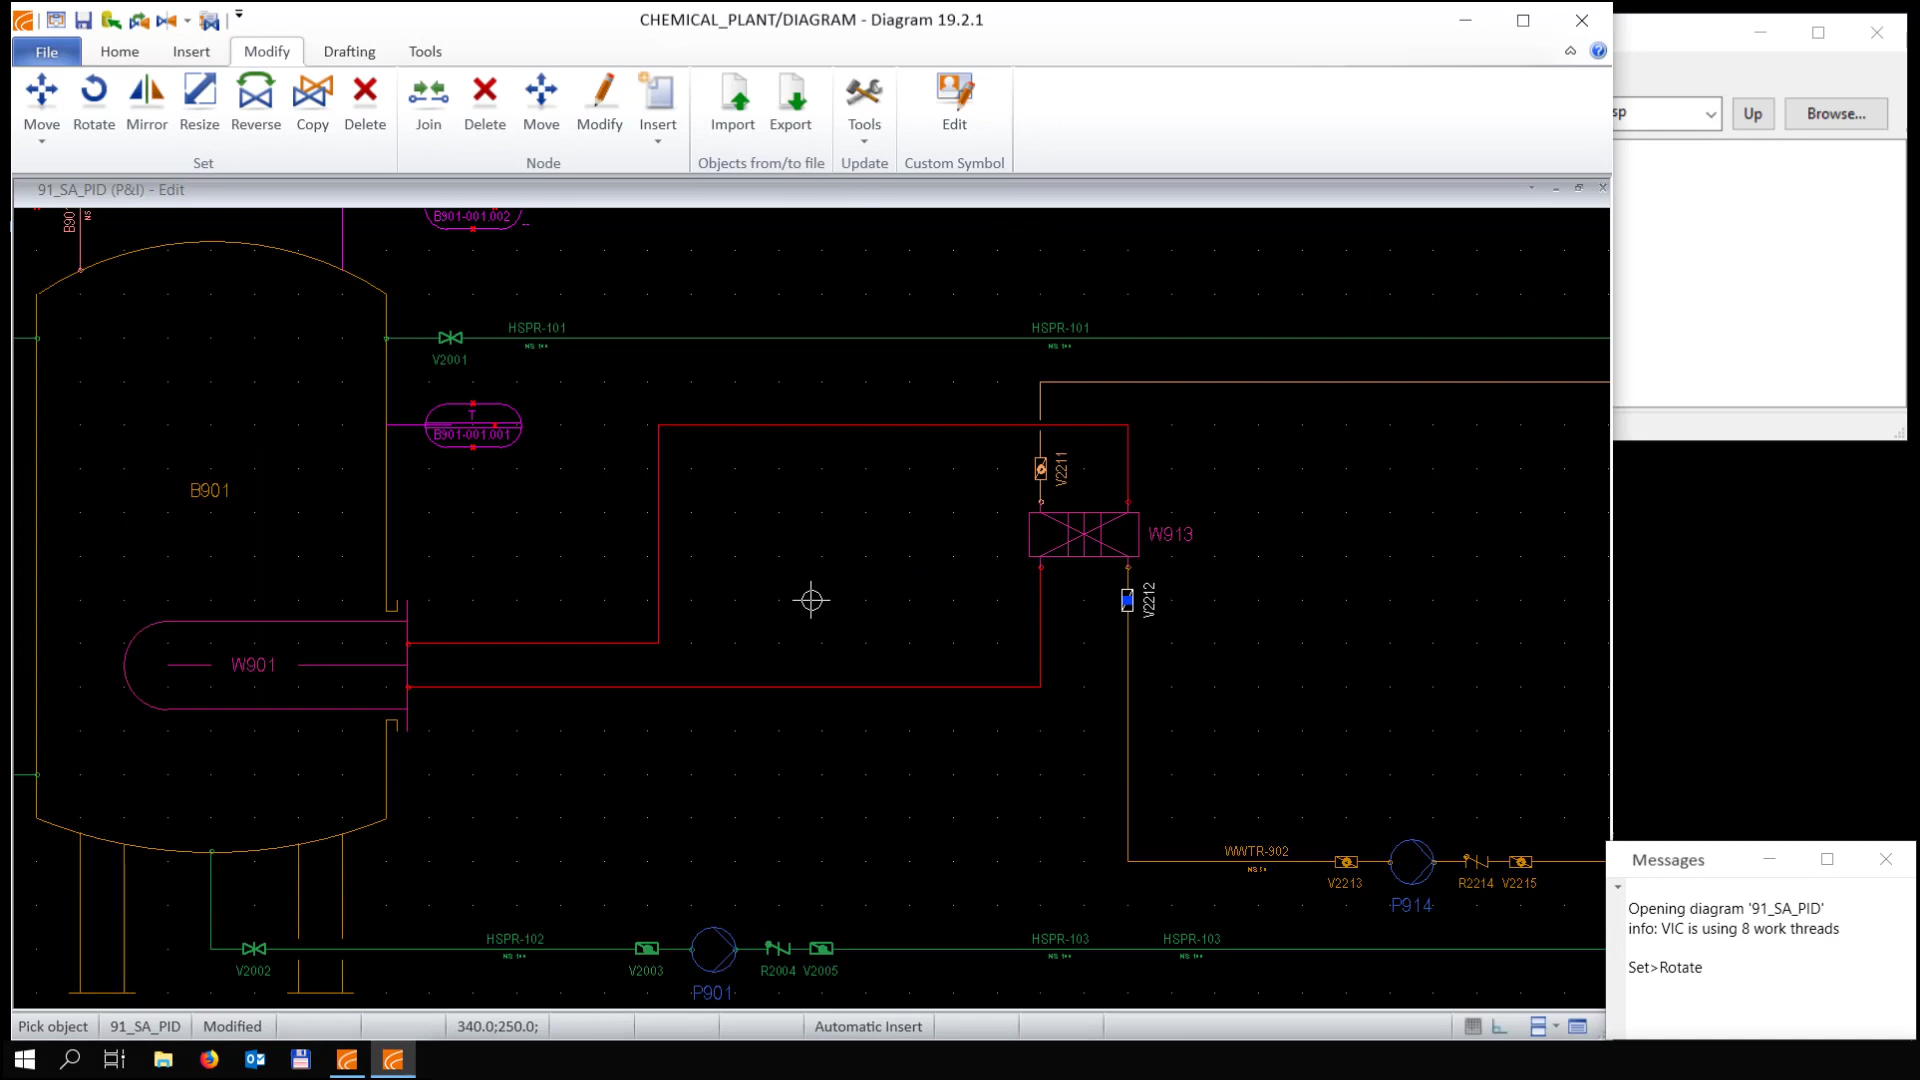 CHEMICAL_PLANT/DIAGRAM - Diagram 19.2.1
File Home Insert Modify Drafting Tools
Move Rotate Mirror Resize Reverse Copy Delete Join Delete Move Modify Insert Import Export Tools Edit
Set Node Objects from/to file Update Custom Symbol
sp Up Browse...
91_SA_PID (P&I) - Edit
B901-001.002
HSPR-101 HSPR-101
V2001
T
B901-001.001
V2211
B901
W913
V2212
W901
WWTR-902
V2213 R2214 V2215
P914
HSPR-102 HSPR-103 HSPR-103
V2002 V2003 R2004 V2005
P901
Messages
Opening diagram '91_SA_PID'
info: VIC is using 8 work threads
Set>Rotate
Pick object 91_SA_PID Modified 340.0;250.0; Automatic Insert